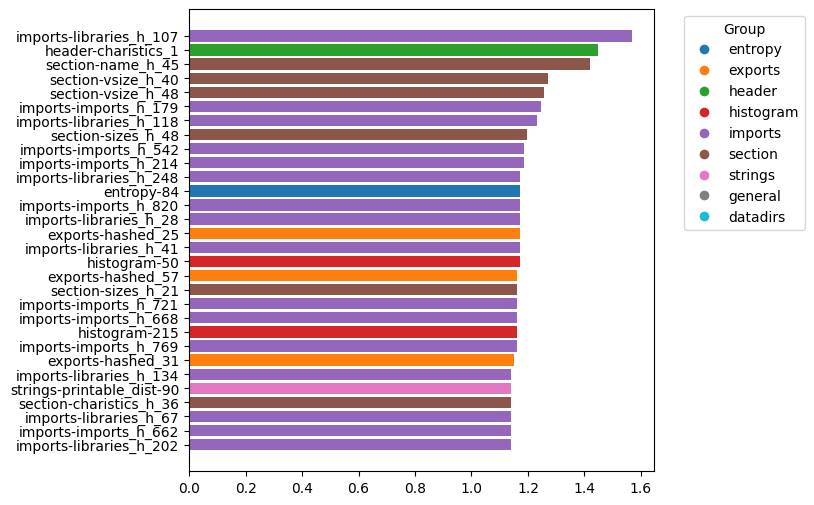 imports-libraries_h_107
header-charistics_1
section-name_h_45
section-vsize_h_40
section-vsize_h_48
imports-imports_h_179
imports-libraries_h_118
section-sizes_h_48
imports-imports_h_542
imports-imports_h_214
imports-libraries_h_248
entropy-84
imports-imports_h_820
imports-libraries_h_28
exports-hashed_25
imports-libraries_h_41
histogram-50
exports-hashed_57
section-sizes_h_21
imports-imports_h_721
imports-imports_h_668
histogram-215
imports-imports_h_769
exports-hashed_31
imports-libraries_h_134
strings-printable_dist-90
section-charistics_h_36
imports-libraries_h_67
imports-imports_h_662
imports-libraries_h_202
0.0 0.2 0.4 0.6 0.8 1.0 1.2 1.4 1.6
Group
entropy
exports
header
histogram
imports
section
strings
general
datadirs